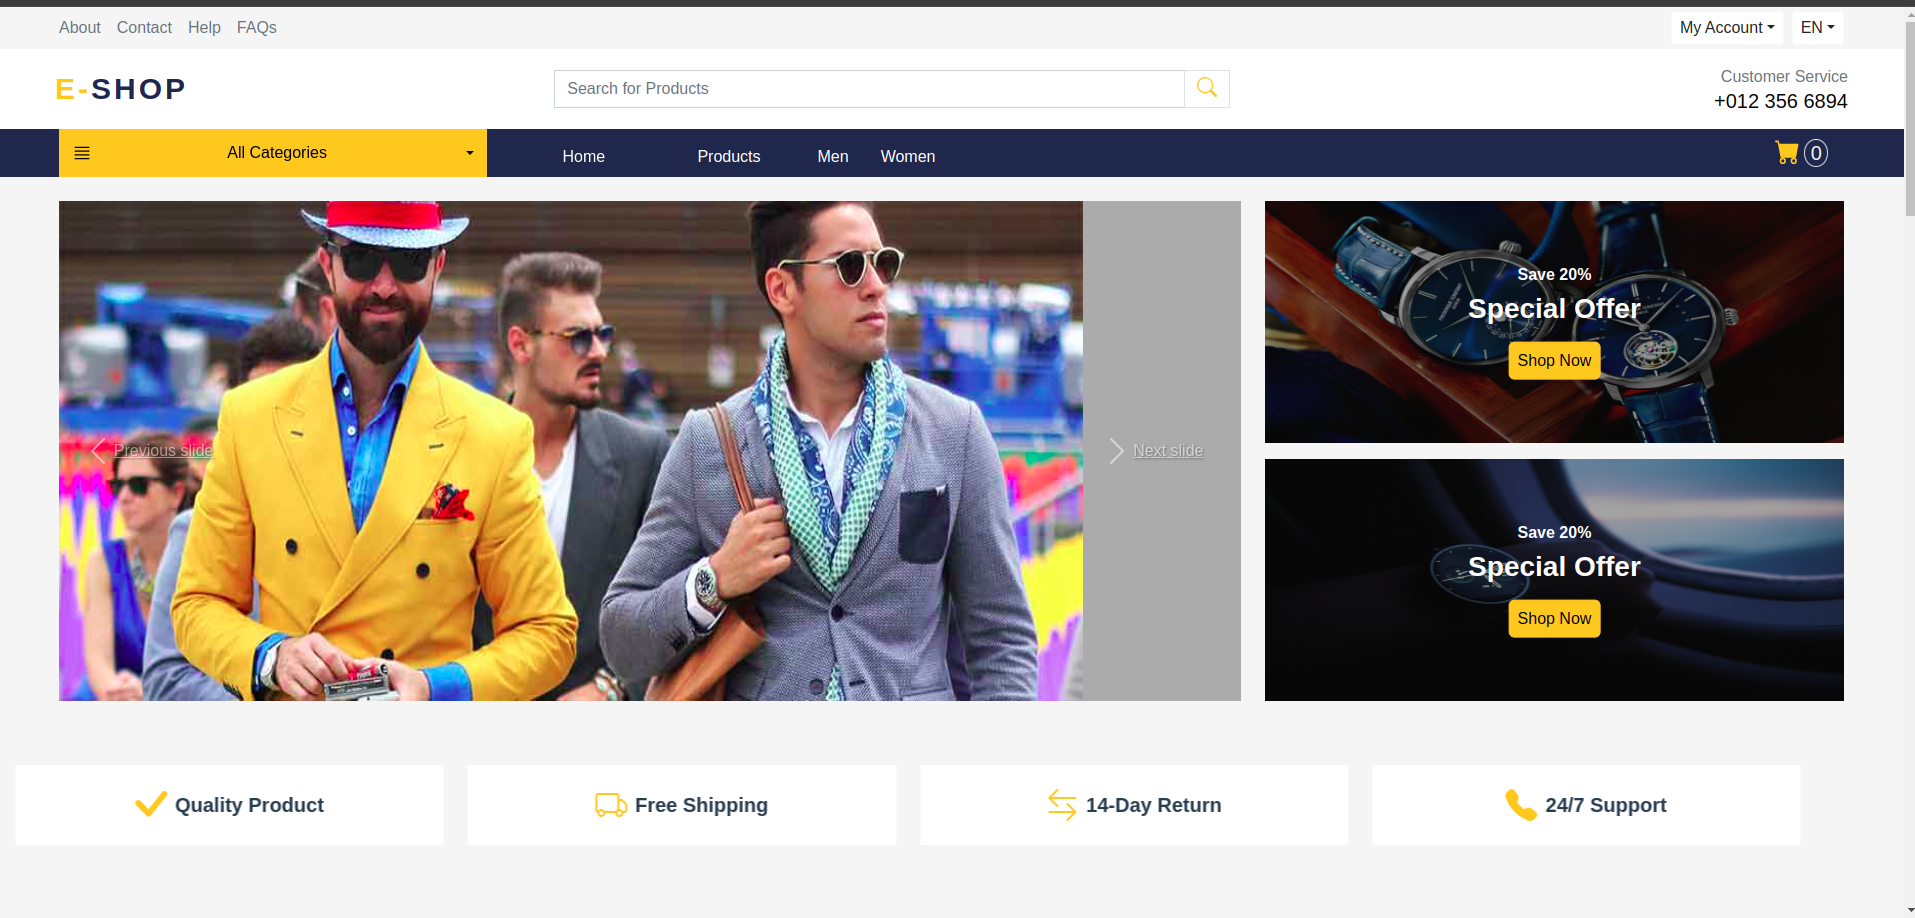 About Contact Help FAQs
My Account EN
E-SHOP
Search for Products
Customer Service
+012 356 6894
All Categories
Home Products Men Women
0
Previous slide
Next slide
Save 20%
Special Offer
Shop Now
Save 20%
Special Offer
Shop Now
Quality Product
Free Shipping
14-Day Return
24/7 Support